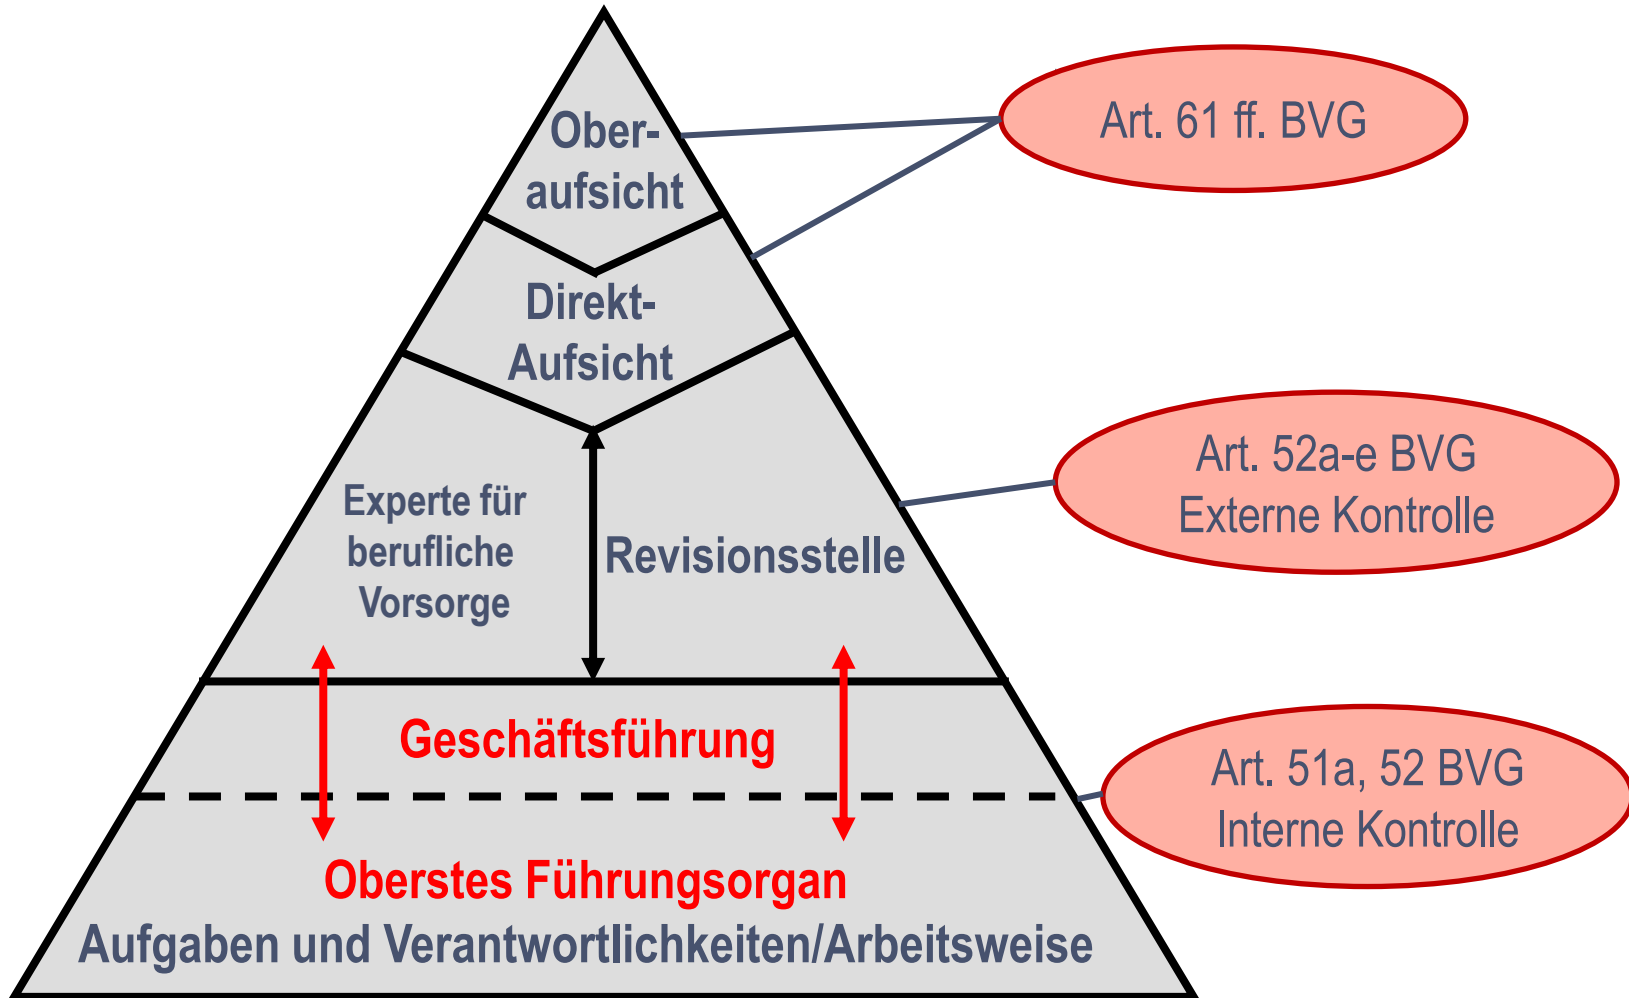 Ober-
aufsicht
Art. 61 ff. BVG
Direkt-
Aufsicht
Experte für
berufliche
Vorsorge
Revisionsstelle
Art. 52a-e BVG
Externe Kontrolle
Geschäftsführung
Art. 51a, 52 BVG
Interne Kontrolle
Oberstes Führungsorgan
Aufgaben und Verantwortlichkeiten/Arbeitsweise